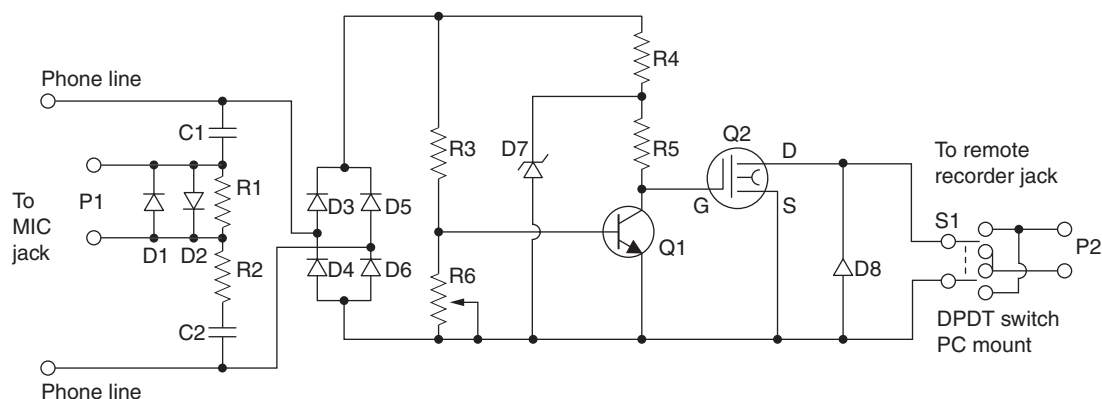 Phone line
C1
To
MIC
jack
P1
D1
D2
R1
R2
C2
Phone line
D3
D5
D4
D6
R3
R6
D7
R4
R5
Q1
Q2
G
D
S
D8
To remote
recorder jack
S1
P2
DPDT switch
PC mount